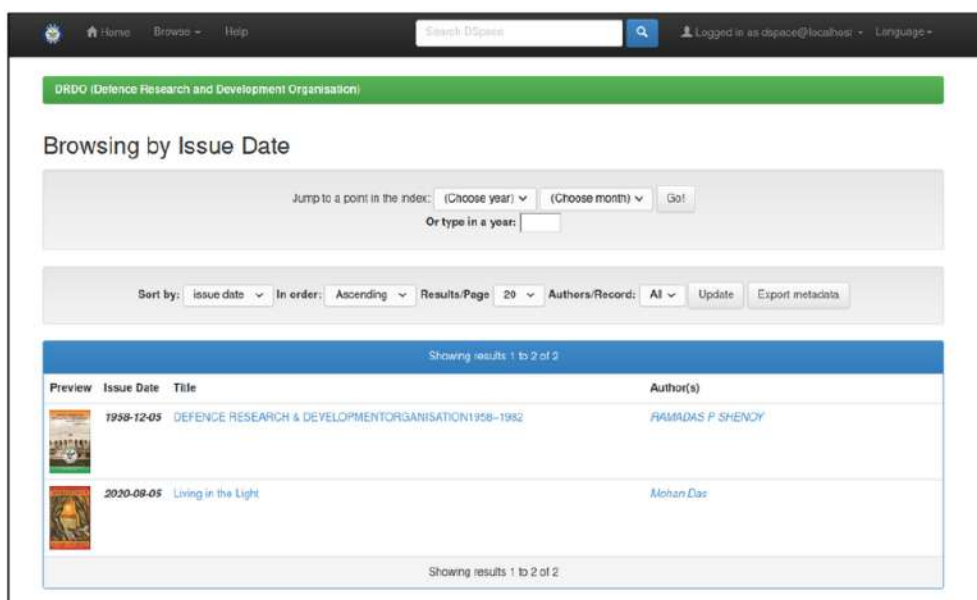 Home Browse Help Search DSpace Logged in as dspace@localhost Language
DRDO (Defence Research and Development Organisation)
Browsing by Issue Date
Jump to a point in the index: (Choose year) (Choose month) Go!
Or type in a year:
Sort by: issue date In order: Ascending Results/Page 20 Authors/Record: All Update Export metadata
Showing results 1 to 2 of 2
Preview Issue Date Title Author(s)
1958-12-05 DEFENCE RESEARCH & DEVELOPMENTORGANISATION1958–1982 RAMADAS P SHENOY
2020-08-05 Living in the Light Mohan Das
Showing results 1 to 2 of 2